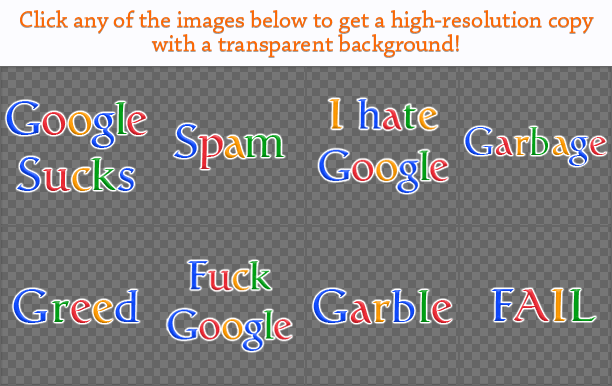 Click any of the images below to get a high-resolution copy
with a transparent background!
Google
Sucks
Spam
I hate
Google
Garbage
Greed
Fuck
Google
Garble
FAIL